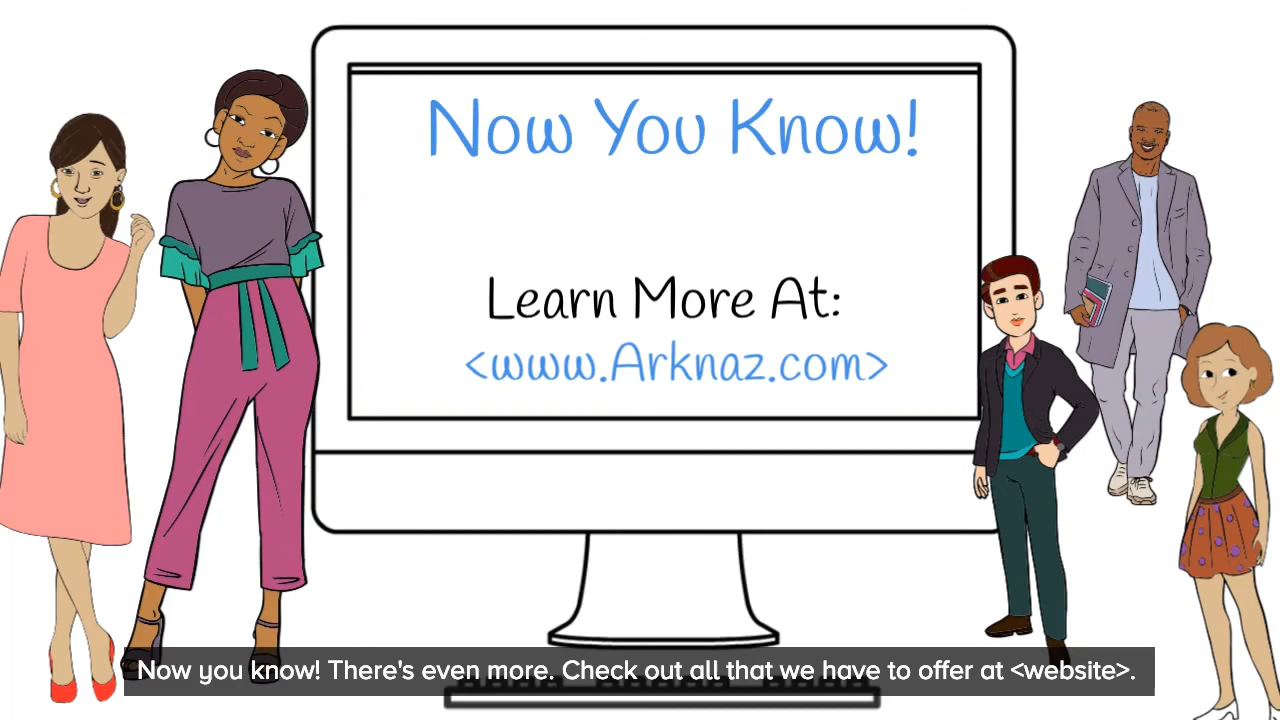 Now You Know!
Learn More At:
<www.Arknaz.com>
Now you know! There's even more. Check out all that we have to offer at <website>.